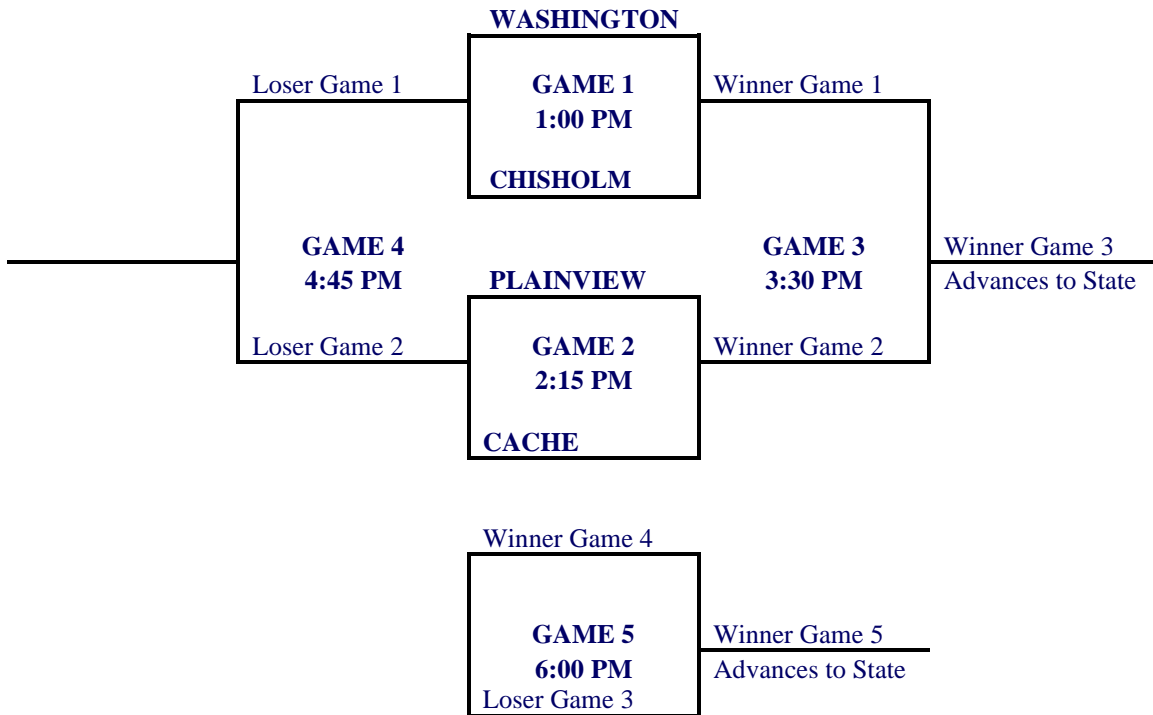 WASHINGTON
Loser Game 1
GAME 1
Winner Game 1
1:00 PM
CHISHOLM
GAME 4
GAME 3
Winner Game 3
4:45 PM
PLAINVIEW
3:30 PM
Advances to State
Loser Game 2
GAME 2
Winner Game 2
2:15 PM
CACHE
Winner Game 4
GAME 5
Winner Game 5
6:00 PM
Advances to State
Loser Game 3